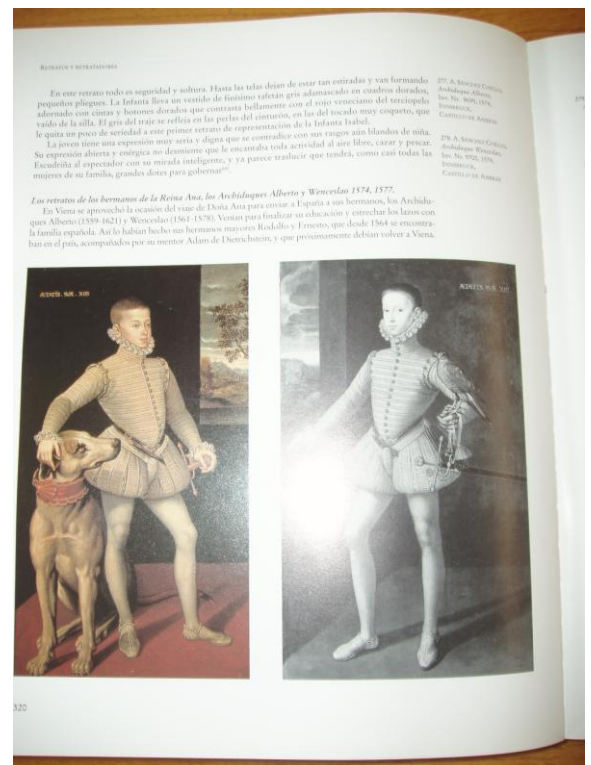 RETRATOS Y RETRATADORES
En este retrato todo es seguridad y soltura. Hasta las telas dejan de estar tan estiradas y van formando
pequeños pliegues. La Infanta lleva un vestido de finísimo tafetán gris adamascado en cuadros dorados,
adornado con cintas y botones dorados que contrasta bellamente con el rojo veneciano del terciopelo
vaído de la silla. El gris del traje se refleja en las perlas del cinturón, en las del tocado muy coqueto, que
le quita un poco de seriedad a este primer retrato de representación de la Infanta Isabel.
La joven tiene una expresión muy seria y digna que se contradice con sus rasgos aún blandos de niña.
Su expresión abierta y enérgica no desmiente que le encantaba toda actividad al aire libre, cazar y pescar.
Escudriña al espectador con su mirada inteligente, y ya parece traslucir que tendrá, como casi todas las
mujeres de su familia, grandes dotes para gobernar
Los retratos de los hermanos de la Reina Ana, los Archiduques Alberto y Wenceslao 1574, 1577.
En Viena se aprovechó la ocasión del viaje de Doña Ana para enviar a España a sus hermanos, los Archidu-
ques Alberto (1559-1621) y Wenceslao (1561-1578). Venían para finalizar su educación y estrechar los lazos con
la familia española. Así lo habían hecho sus hermanos mayores Rodolfo y Ernesto, que desde 1564 se encontra-
ban en el país, acompañados por su mentor Adam de Dietrichstein, y que próximamente debían volver a Viena.
277. A. SÁNCHEZ COELLO,
Archiduque Alberto,
Inv. Nr. 1574,
INNSBRUCK,
CASTILLO DE AMBRAS
278. A. SÁNCHEZ COELLO,
Archiduque Wenceslao,
Inv. Nr. 1574,
INNSBRUCK,
CASTILLO DE AMBRAS
320